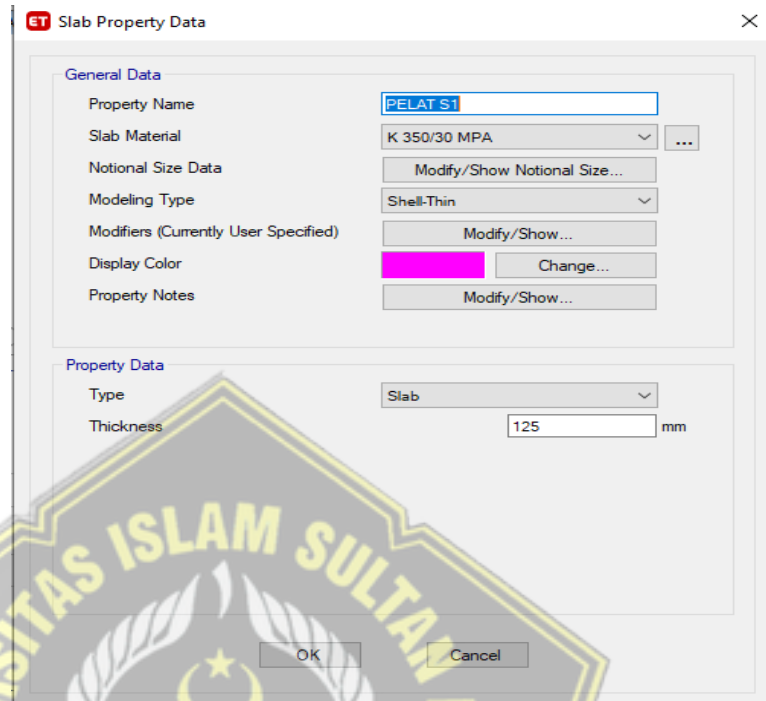 ET Slab Property Data
General Data
Property Name PELAT S1
Slab Material K 350/30 MPA ...
Notional Size Data Modify/Show Notional Size...
Modeling Type Shell-Thin
Modifiers (Currently User Specified) Modify/Show...
Display Color Change...
Property Notes Modify/Show...
Property Data
Type Slab
Thickness 125 mm
ISLAM
OK Cancel